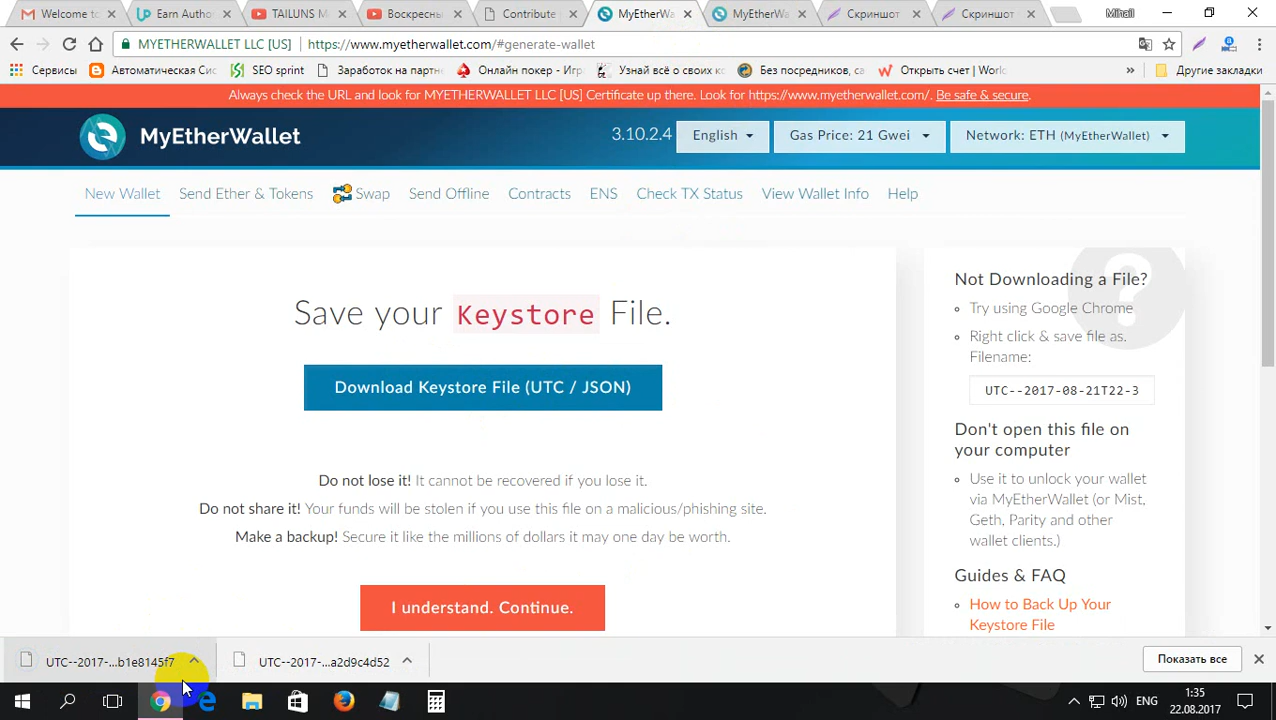 Welcome to
Earn Autho
TAILUNS M
Воскресны
Contribute
MyEtherWa
MyEtherWa
Скриншот
Скриншот
Mihail
MYETHERWALLET LLC [US]
https://www.myetherwallet.com/#generate-wallet
Сервисы
Автоматическая Сис
SEO sprint
Заработок на партн
Онлайн покер - Игр
Узнай всё о своих к
Без посредников, са
Открыть счет | World
»
Другие закладки
Always check the URL and look for MYETHERWALLET LLC [US] Certificate up there. Look for https://www.myetherwallet.com/. Be safe & secure.
MyEtherWallet
3.10.2.4
English
Gas Price: 21 Gwei
Network: ETH (MyEtherWallet)
New Wallet
Send Ether & Tokens
Swap
Send Offline
Contracts
ENS
Check TX Status
View Wallet Info
Help
Save your Keystore File.
Download Keystore File (UTC / JSON)
Do not lose it! It cannot be recovered if you lose it.
Do not share it! Your funds will be stolen if you use this file on a malicious/phishing site.
Make a backup! Secure it like the millions of dollars it may one day be worth.
I understand. Continue.
Not Downloading a File?
Try using Google Chrome
Right click & save file as.
Filename:
UTC--2017-08-21T22-3
Don't open this file on
your computer
Use it to unlock your wallet
via MyEtherWallet (or Mist,
Geth, Parity and other
wallet clients.)
Guides & FAQ
How to Back Up Your
Keystore File
UTC--2017-...b1e8145f7
UTC--2017-...a2d9c4d52
Показать все
ENG
1:35
22.08.2017